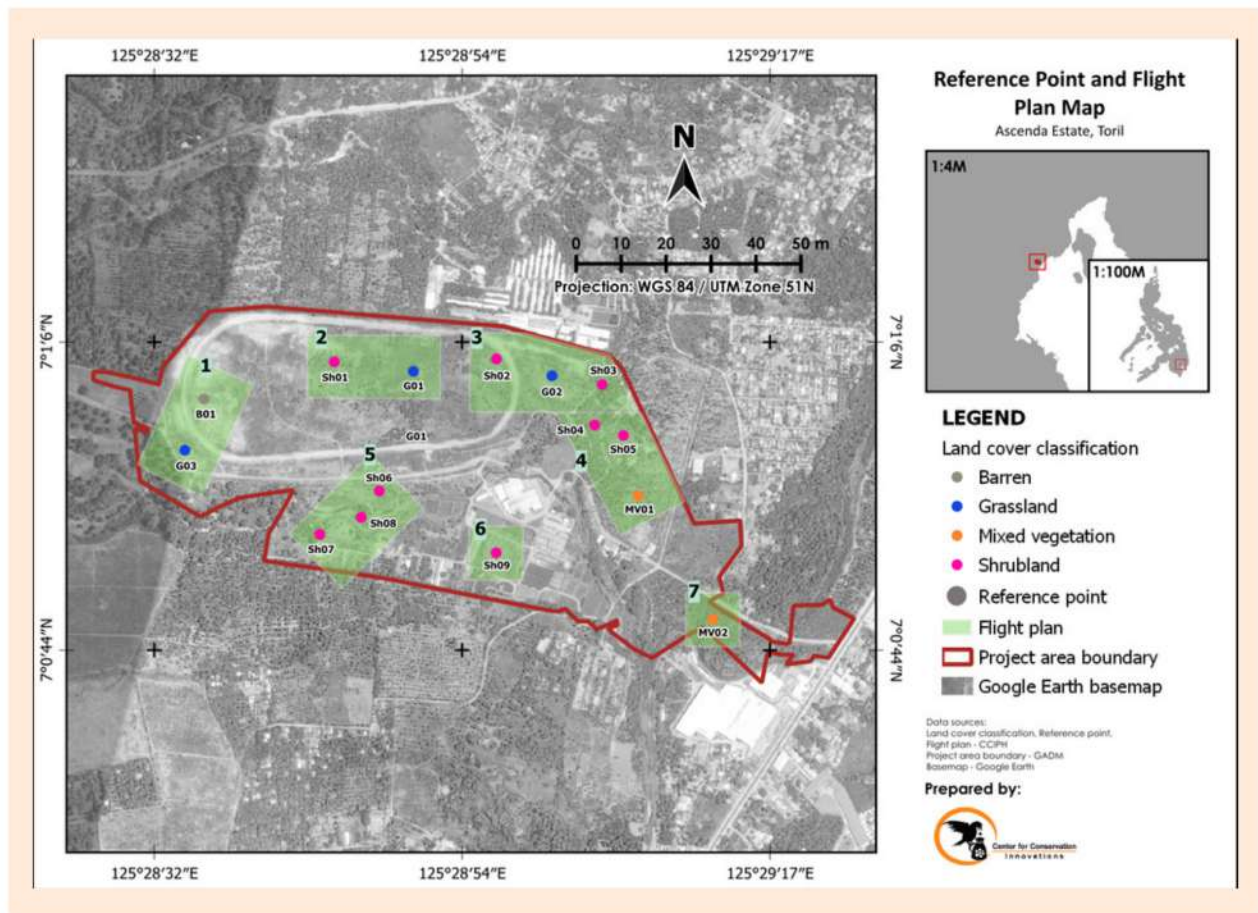 125°28′32″E
125°28′54″E
125°29′17″E
Reference Point and Flight
Plan Map
Ascenda Estate, Toril
N
0 10 20 30 40 50 m
Projection: WGS 84 / UTM Zone 51N
1:4M
1:100M
7°1′6″N
7°1′6″N
1
2
3
Sh01
G01
Sh02
G02
Sh03
B01
G03
G01
Sh04
Sh05
4
MV01
5
Sh06
Sh08
Sh07
6
Sh09
7
MV02
7°0′44″N
7°0′44″N
LEGEND
Land cover classification
Barren
Grassland
Mixed vegetation
Shrubland
Reference point
Flight plan
Project area boundary
Google Earth basemap
Data sources:
Land cover classification, Reference point,
Flight plan - CCIPH
Project area boundary - GADM
Basemap - Google Earth
Prepared by:
Center for Conservation
Innovations
125°28′32″E
125°28′54″E
125°29′17″E